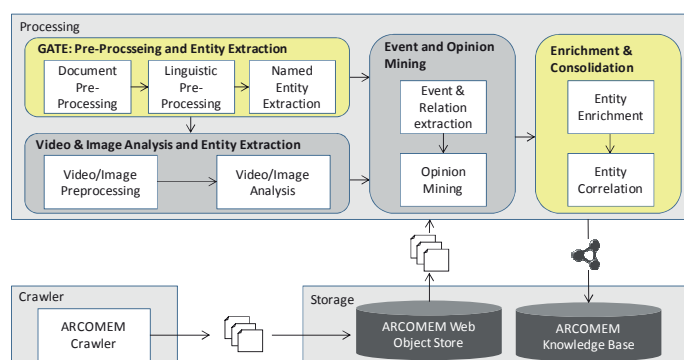 Processing
GATE: Pre-Procsseing and Entity Extraction
Document
Pre-
Processing
Linguistic
Pre-
Processing
Named
Entity
Extraction
Video & Image Analysis and Entity Extraction
Video/Image
Preprocessing
Video/Image
Analysis
Event and Opinion
Mining
Event &
Relation
extraction
Opinion
Mining
Enrichment &
Consolidation
Entity
Enrichment
Entity
Correlation
Crawler
ARCOMEM
Crawler
Storage
ARCOMEM Web
Object Store
ARCOMEM
Knowledge Base